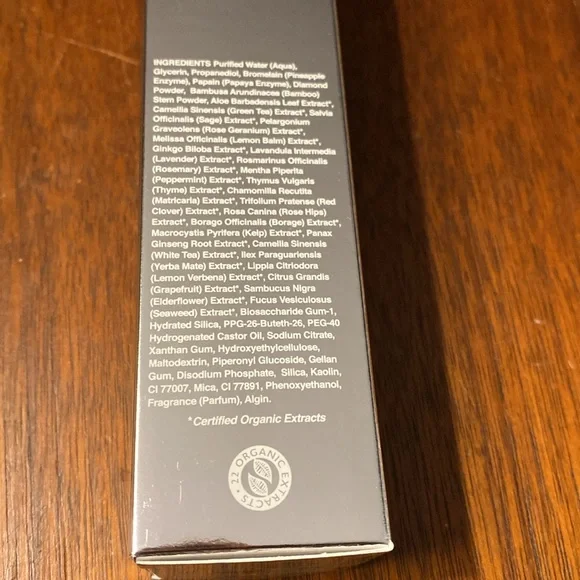 INGREDIENTS Purified Water (Aqua),
Glycerin, Propanediol, Bromelain (Pineapple
Enzyme), Papain (Papaya Enzyme), Diamond
Powder, Bambusa Arundinacea (Bamboo)
Stem Powder, Aloe Barbadensis Leaf Extract*,
Camellia Sinensis (Green Tea) Extract*, Salvia
Officinalis (Sage) Extract*, Pelargonium
Graveolens (Rose Geranium) Extract*,
Melissa Officinalis (Lemon Balm) Extract*,
Ginkgo Biloba Extract*, Lavandula Intermedia
(Lavender) Extract*, Rosmarinus Officinalis
(Rosemary) Extract*, Mentha Piperita
(Peppermint) Extract*, Thymus Vulgaris
(Thyme) Extract*, Chamomilla Recutita
(Matricaria) Extract*, Trifolium Pratense (Red
Clover) Extract*, Rosa Canina (Rose Hips)
Extract*, Borago Officinalis (Borage) Extract*,
Macrocystis Pyrifera (Kelp) Extract*, Panax
Ginseng Root Extract*, Camellia Sinensis
(White Tea) Extract*, Ilex Paraguariensis
(Yerba Mate) Extract*, Lippia Citriodora
(Lemon Verbena) Extract*, Citrus Grandis
(Grapefruit) Extract*, Sambucus Nigra
(Elderflower) Extract*, Fucus Vesiculosus
(Seaweed) Extract*, Biosaccharide Gum-1,
Hydrated Silica, PPG-26-Buteth-26, PEG-40
Hydrogenated Castor Oil, Sodium Citrate,
Xanthan Gum, Hydroxyethylcellulose,
Maltodextrin, Piperonyl Glucoside, Gellan
Gum, Disodium Phosphate, Silica, Kaolin,
CI 77007, Mica, CI 77891, Phenoxyethanol,
Fragrance (Parfum), Algin.
*Certified Organic Extracts
22 ORGANIC EXTRACTS